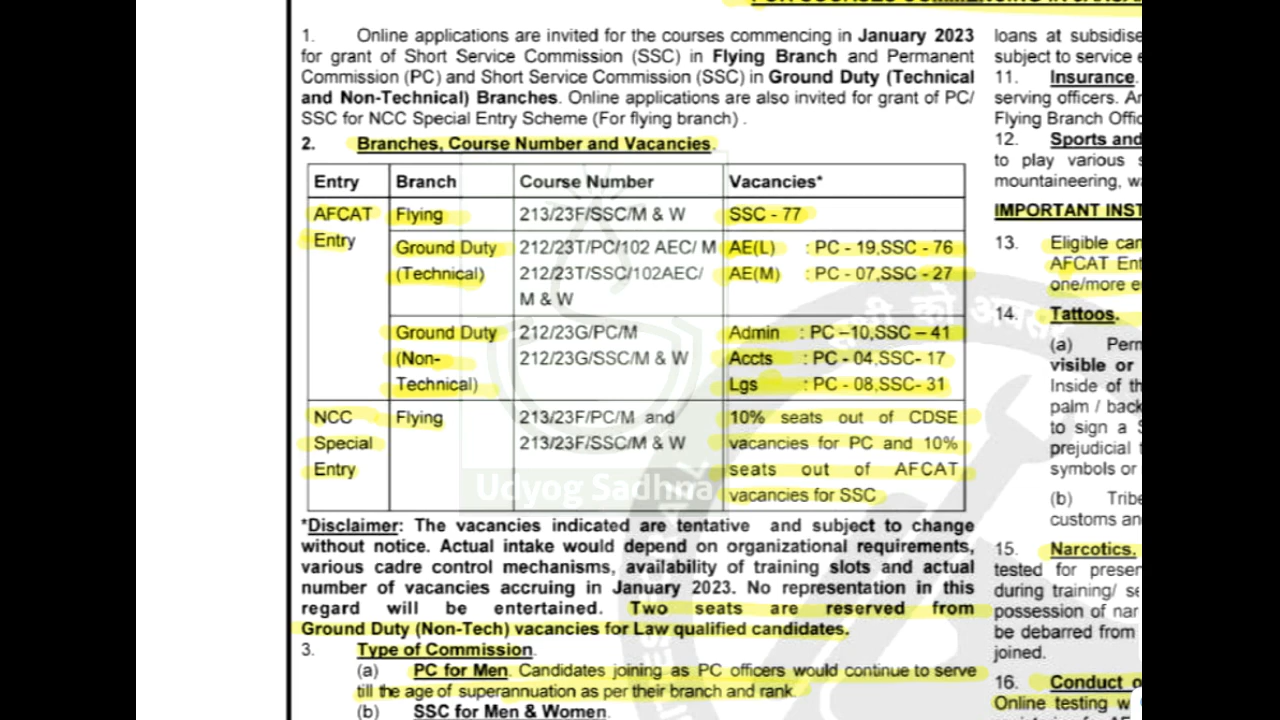 1. Online applications are invited for the courses commencing in January 2023
for grant of Short Service Commission (SSC) in Flying Branch and Permanent
Commission (PC) and Short Service Commission (SSC) in Ground Duty (Technical
and Non-Technical) Branches. Online applications are also invited for grant of PC/
SSC for NCC Special Entry Scheme (For flying branch) .
2. Branches, Course Number and Vacancies.
Entry Branch Course Number Vacancies*
AFCAT Flying 213/23F/SSC/M & W SSC - 77
Entry
Ground Duty 212/23T/PC/102 AEC/ M AE(L) : PC - 19,SSC - 76
(Technical) 212/23T/SSC/102AEC/ AE(M) : PC - 07,SSC - 27
M & W
Ground Duty 212/23G/PC/M Admin : PC –10,SSC – 41
(Non- 212/23G/SSC/M & W Accts : PC - 04,SSC- 17
Technical) Lgs : PC - 08,SSC- 31
NCC Flying 213/23F/PC/M and 10% seats out of CDSE
Special 213/23F/SSC/M & W vacancies for PC and 10%
Entry seats out of AFCAT
vacancies for SSC
Udyog Sadhna
*Disclaimer: The vacancies indicated are tentative and subject to change
without notice. Actual intake would depend on organizational requirements,
various cadre control mechanisms, availability of training slots and actual
number of vacancies accruing in January 2023. No representation in this
regard will be entertained. Two seats are reserved from
Ground Duty (Non-Tech) vacancies for Law qualified candidates.
3. Type of Commission.
(a) PC for Men. Candidates joining as PC officers would continue to serve
till the age of superannuation as per their branch and rank.
(b) SSC for Men & Women.
loans at subsidise
subject to service
11. Insurance.
serving officers. Ar
Flying Branch Offic
12. Sports and
to play various
mountaineering, wa
IMPORTANT INST
13. Eligible can
AFCAT Ent
one/more e
14. Tattoos.
(a) Perm
visible or
Inside of th
palm / back
to sign a
prejudicial
symbols or
(b) Tribe
customs an
15. Narcotics.
tested for presen
during training/ se
possession of nar
be debarred from
joined.
16. Conduct o
Online testing w